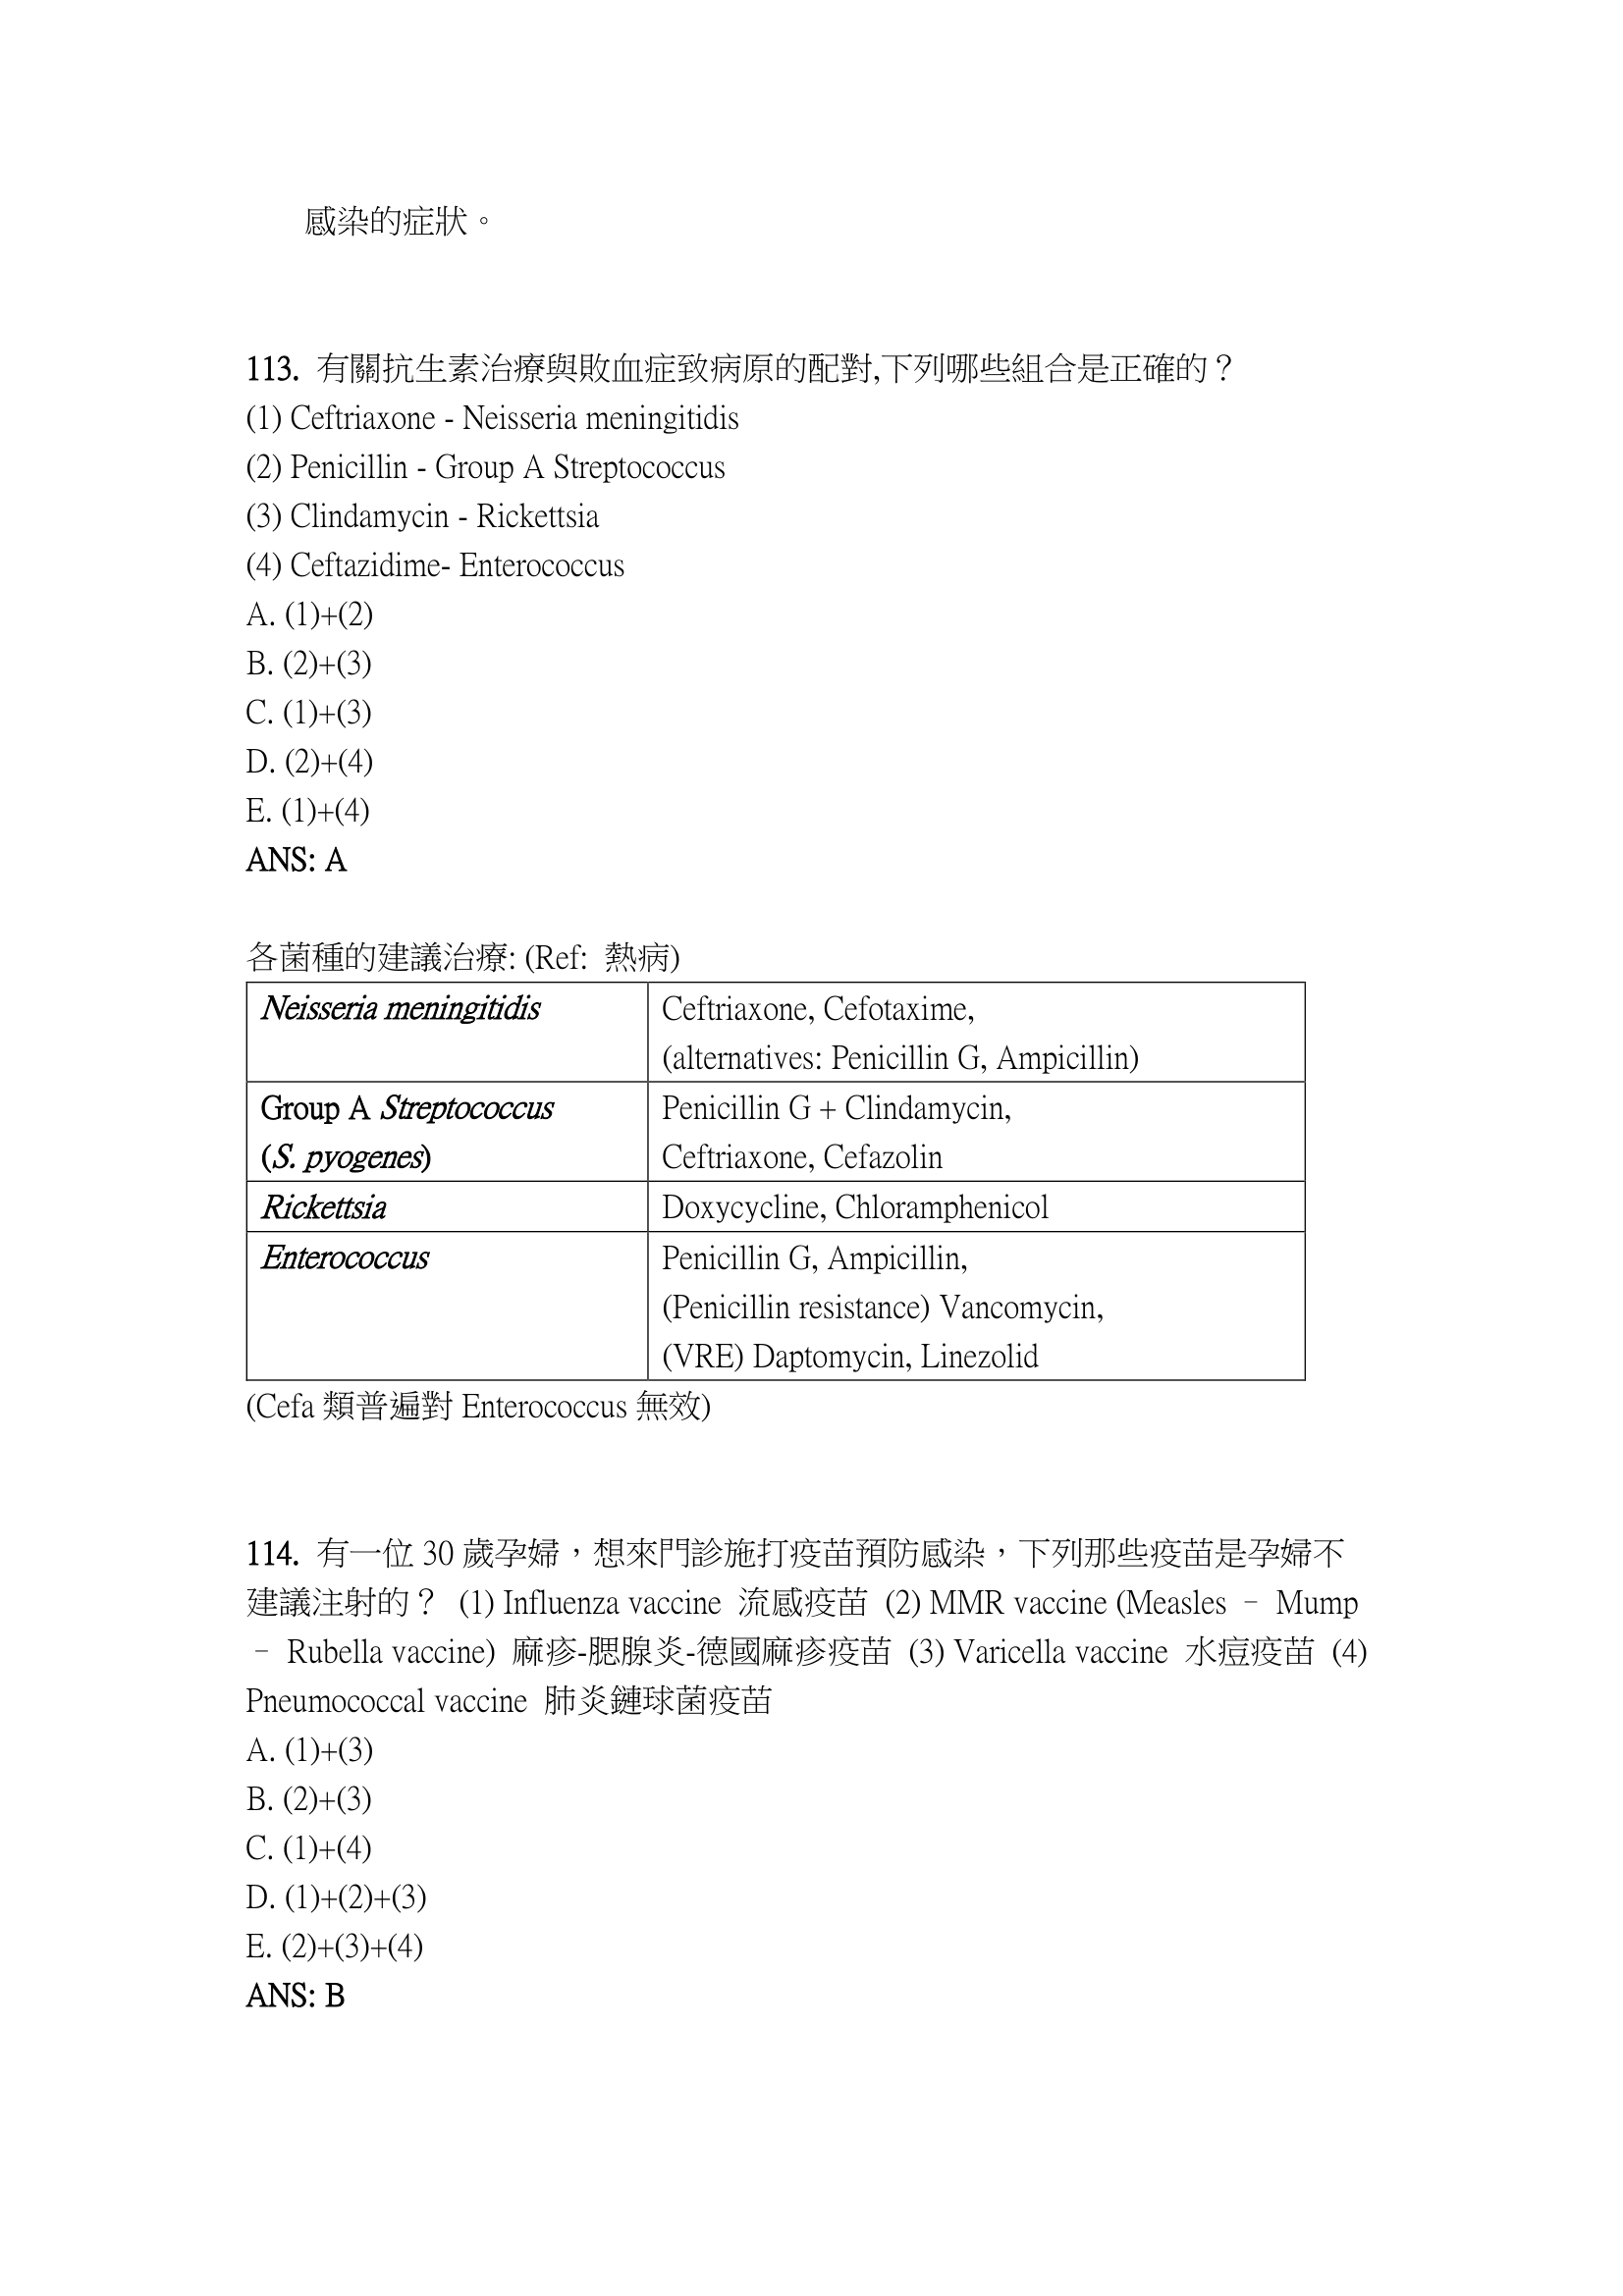 感染的症狀。
113. 有關抗生素治療與敗血症致病原的配對,下列哪些組合是正確的？
(1) Ceftriaxone - Neisseria meningitidis
(2) Penicillin - Group A Streptococcus
(3) Clindamycin - Rickettsia
(4) Ceftazidime- Enterococcus
A. (1)+(2)
B. (2)+(3)
C. (1)+(3)
D. (2)+(4)
E. (1)+(4)
ANS: A
各菌種的建議治療: (Ref: 熱病)
Neisseria meningitidis
Ceftriaxone, Cefotaxime,
(alternatives: Penicillin G, Ampicillin)
Group A Streptococcus
(S. pyogenes)
Penicillin G + Clindamycin,
Ceftriaxone, Cefazolin
Rickettsia
Doxycycline, Chloramphenicol
Enterococcus
Penicillin G, Ampicillin,
(Penicillin resistance) Vancomycin,
(VRE) Daptomycin, Linezolid
(Cefa 類普遍對 Enterococcus 無效)
114. 有一位 30 歲孕婦，想來門診施打疫苗預防感染，下列那些疫苗是孕婦不
建議注射的？ (1) Influenza vaccine 流感疫苗 (2) MMR vaccine (Measles – Mump
– Rubella vaccine) 麻疹-腮腺炎-德國麻疹疫苗 (3) Varicella vaccine 水痘疫苗 (4)
Pneumococcal vaccine 肺炎鏈球菌疫苗
A. (1)+(3)
B. (2)+(3)
C. (1)+(4)
D. (1)+(2)+(3)
E. (2)+(3)+(4)
ANS: B